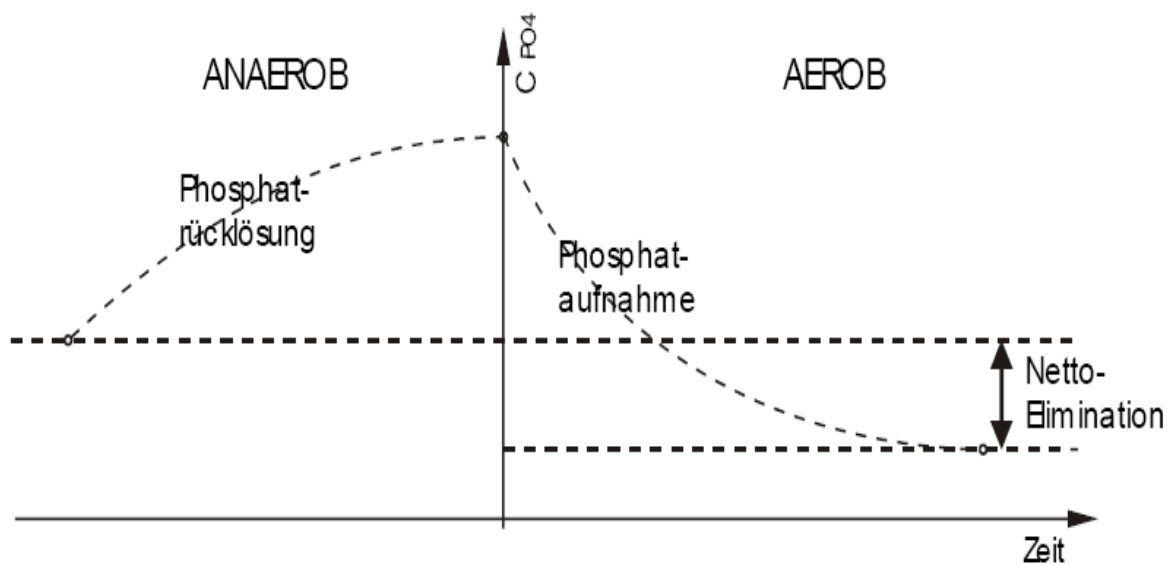 ANAEROB
C PO4
AEROB
Phosphat-
rücklösung
Phosphat-
aufnahme
Netto-
Elimination
Zeit